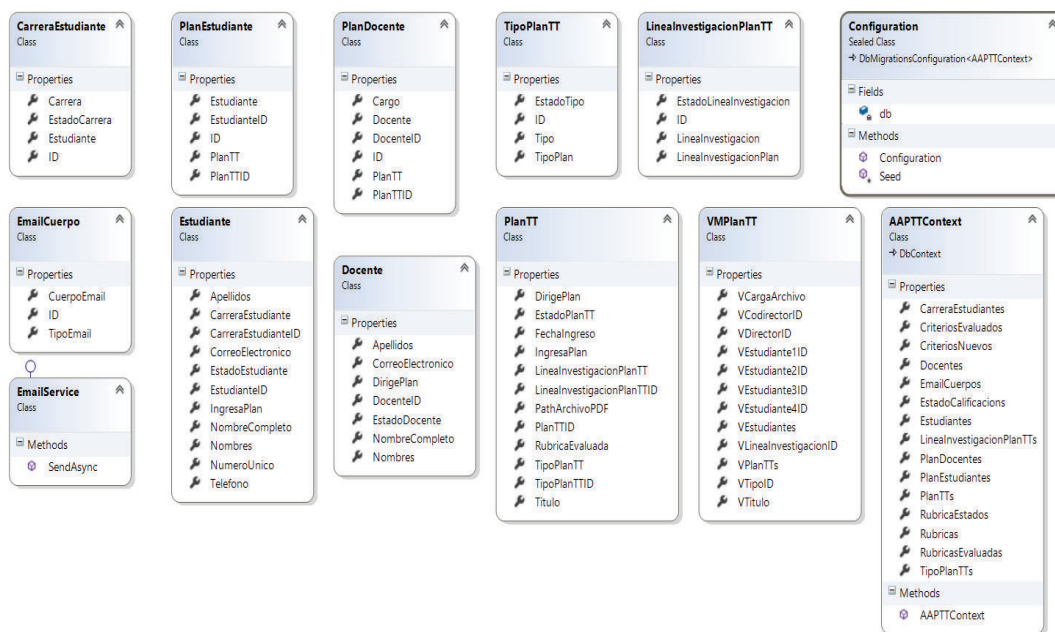 CarreraEstudiante
Class
Properties
Carrera
EstadoCarrera
Estudiante
ID
PlanEstudiante
Class
Properties
Estudiante
EstudianteID
ID
PlanTT
PlanTTID
PlanDocente
Class
Properties
Cargo
Docente
DocenteID
ID
PlanTT
PlanTTID
TipoPlanTT
Class
Properties
EstadoTipo
ID
Tipo
TipoPlan
LineaInvestigacionPlanTT
Class
Properties
EstadoLineaInvestigacion
ID
LineaInvestigacion
LineaInvestigacionPlan
Configuration
Sealed Class
DbMigrationsConfiguration<AAPTTContext>
Fields
db
Methods
Configuration
Seed
EmailCuerpo
Class
Properties
CuerpoEmail
ID
TipoEmail
EmailService
Class
Methods
SendAsync
Estudiante
Class
Properties
Apellidos
CarreraEstudiante
CarreraEstudianteID
CorreoElectronico
EstadoEstudiante
EstudianteID
IngresaPlan
NombreCompleto
Nombres
NumeroUnico
Telefono
Docente
Class
Properties
Apellidos
CorreoElectronico
DirigePlan
DocenteID
EstadoDocente
NombreCompleto
Nombres
PlanTT
Class
Properties
DirigePlan
EstadoPlanTT
FechaIngreso
IngresaPlan
LineaInvestigacionPlanTT
LineaInvestigacionPlanTTID
PathArchivoPDF
PlanTTID
RubricaEvaluada
TipoPlanTT
TipoPlanTTID
Titulo
VMPlanTT
Class
Properties
VCargaArchivo
VCodirectorID
VDirectorID
VEstudiante1ID
VEstudiante2ID
VEstudiante3ID
VEstudiante4ID
VEstudiantes
VLineaInvestigacionID
VPlanTTs
VTipoID
VTitulo
AAPTTContext
Class
DbContext
Properties
CarreraEstudiantes
CriteriosEvaluados
CriteriosNuevos
Docentes
EmailCuerpos
EstadoCalificacions
Estudiantes
LineaInvestigacionPlanTTs
PlanDocentes
PlanEstudiantes
PlanTTs
RubricaEstados
Rubricas
RubricasEvaluadas
TipoPlanTTs
Methods
AAPTTContext